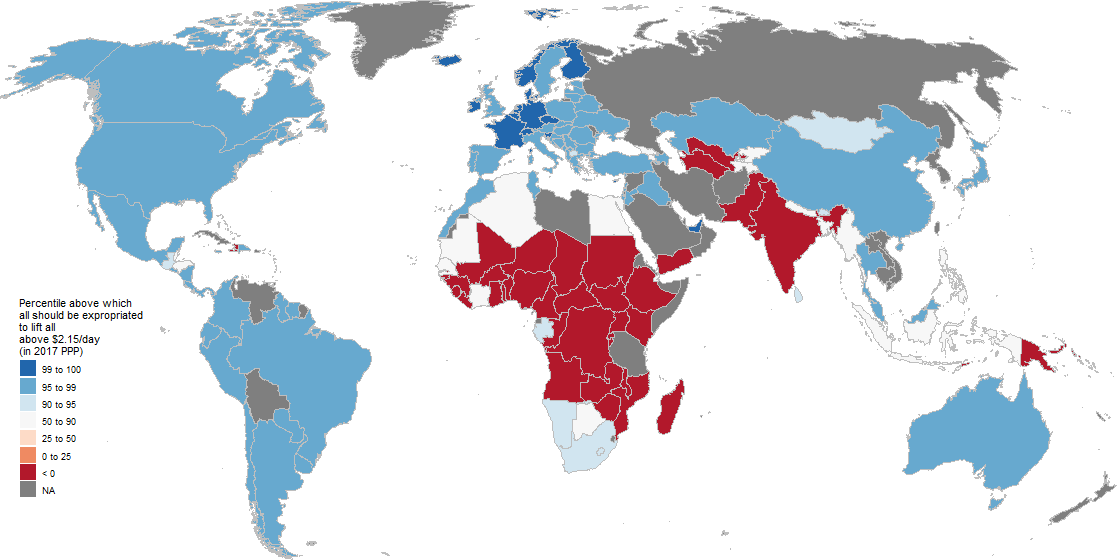 Percentile above which
all should be expropriated
to lift all
above $2.15/day
(in 2017 PPP)
99 to 100
95 to 99
90 to 95
50 to 90
25 to 50
0 to 25
< 0
NA